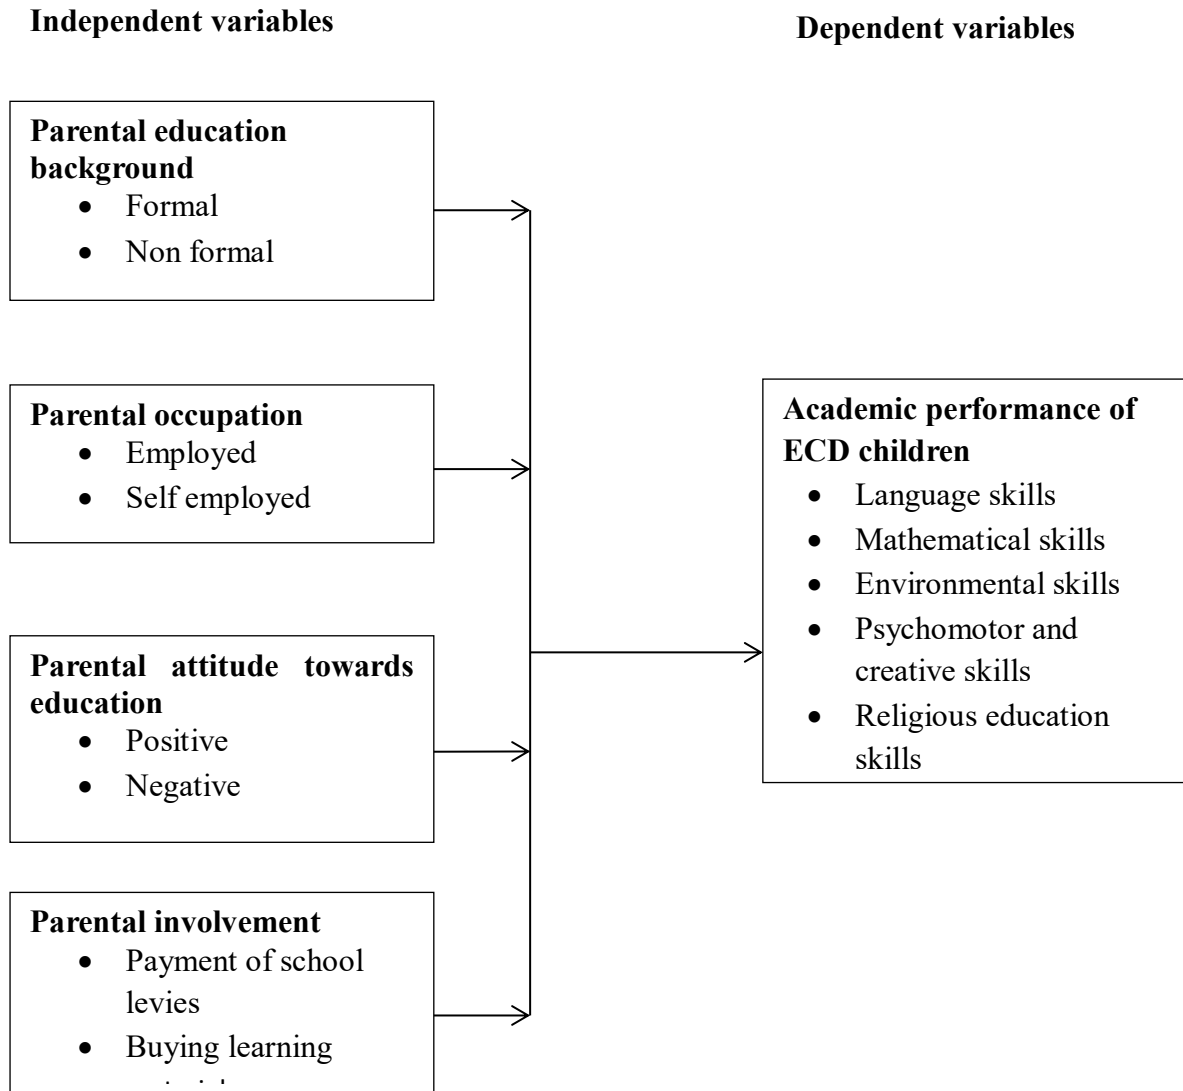 Independent variables
Dependent variables
Parental education
background
• Formal
• Non formal
Parental occupation
• Employed
• Self employed
Parental attitude towards
education
• Positive
• Negative
Parental involvement
• Payment of school
levies
• Buying learning
Academic performance of
ECD children
• Language skills
• Mathematical skills
• Environmental skills
• Psychomotor and
creative skills
• Religious education
skills